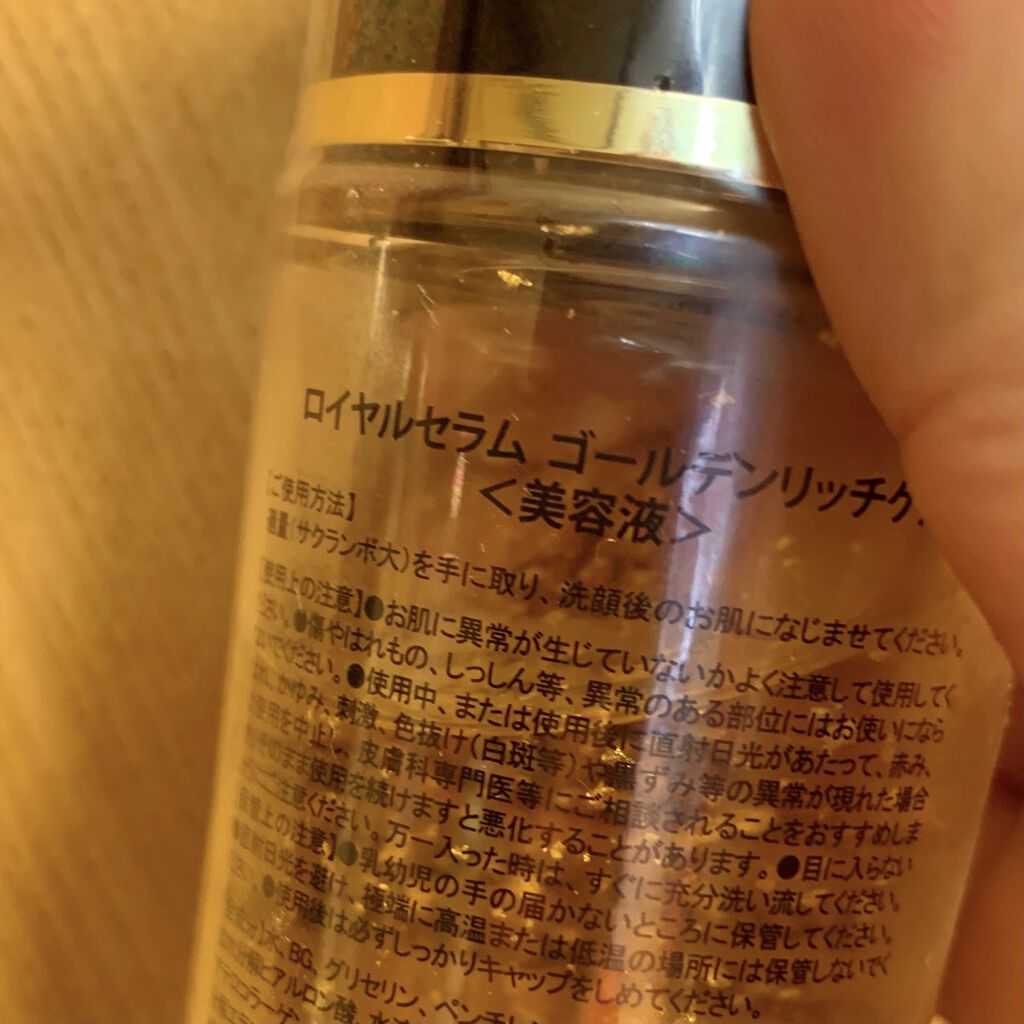 ロイヤルセラム ゴールデンリッチケ
＜美容液＞
【ご使用方法】
適量(サクランボ大)を手に取り、洗顔後のお肌になじませてください。
使用上の注意】●お肌に異常が生じていないかよく注意して使用してく
ださい。●傷やはれもの、しっしん等、異常のある部位にはお使いになら
ないでください。●使用中、または使用後に直射日光があたって、赤み、
かゆみ、刺激、色抜け(白斑等)や黒ずみ等の異常が現れた場合
使用を中止し、皮膚科専門医等にご相談されることをおすすめしま
そのまま使用を続けますと悪化することがあります。●目に入らない
ようにご注意ください。万一入った時は、すぐに充分洗い流してください。
保管上の注意】●乳幼児の手の届かないところに保管してください。
●直射日光を避け、極端に高温または低温の場所には保管しないでく
ださい。●使用後は必ずしっかりキャップをしめてください。
水、BG、グリセリン、ペンチレン
ヒアルロン酸、水
コラーゲン